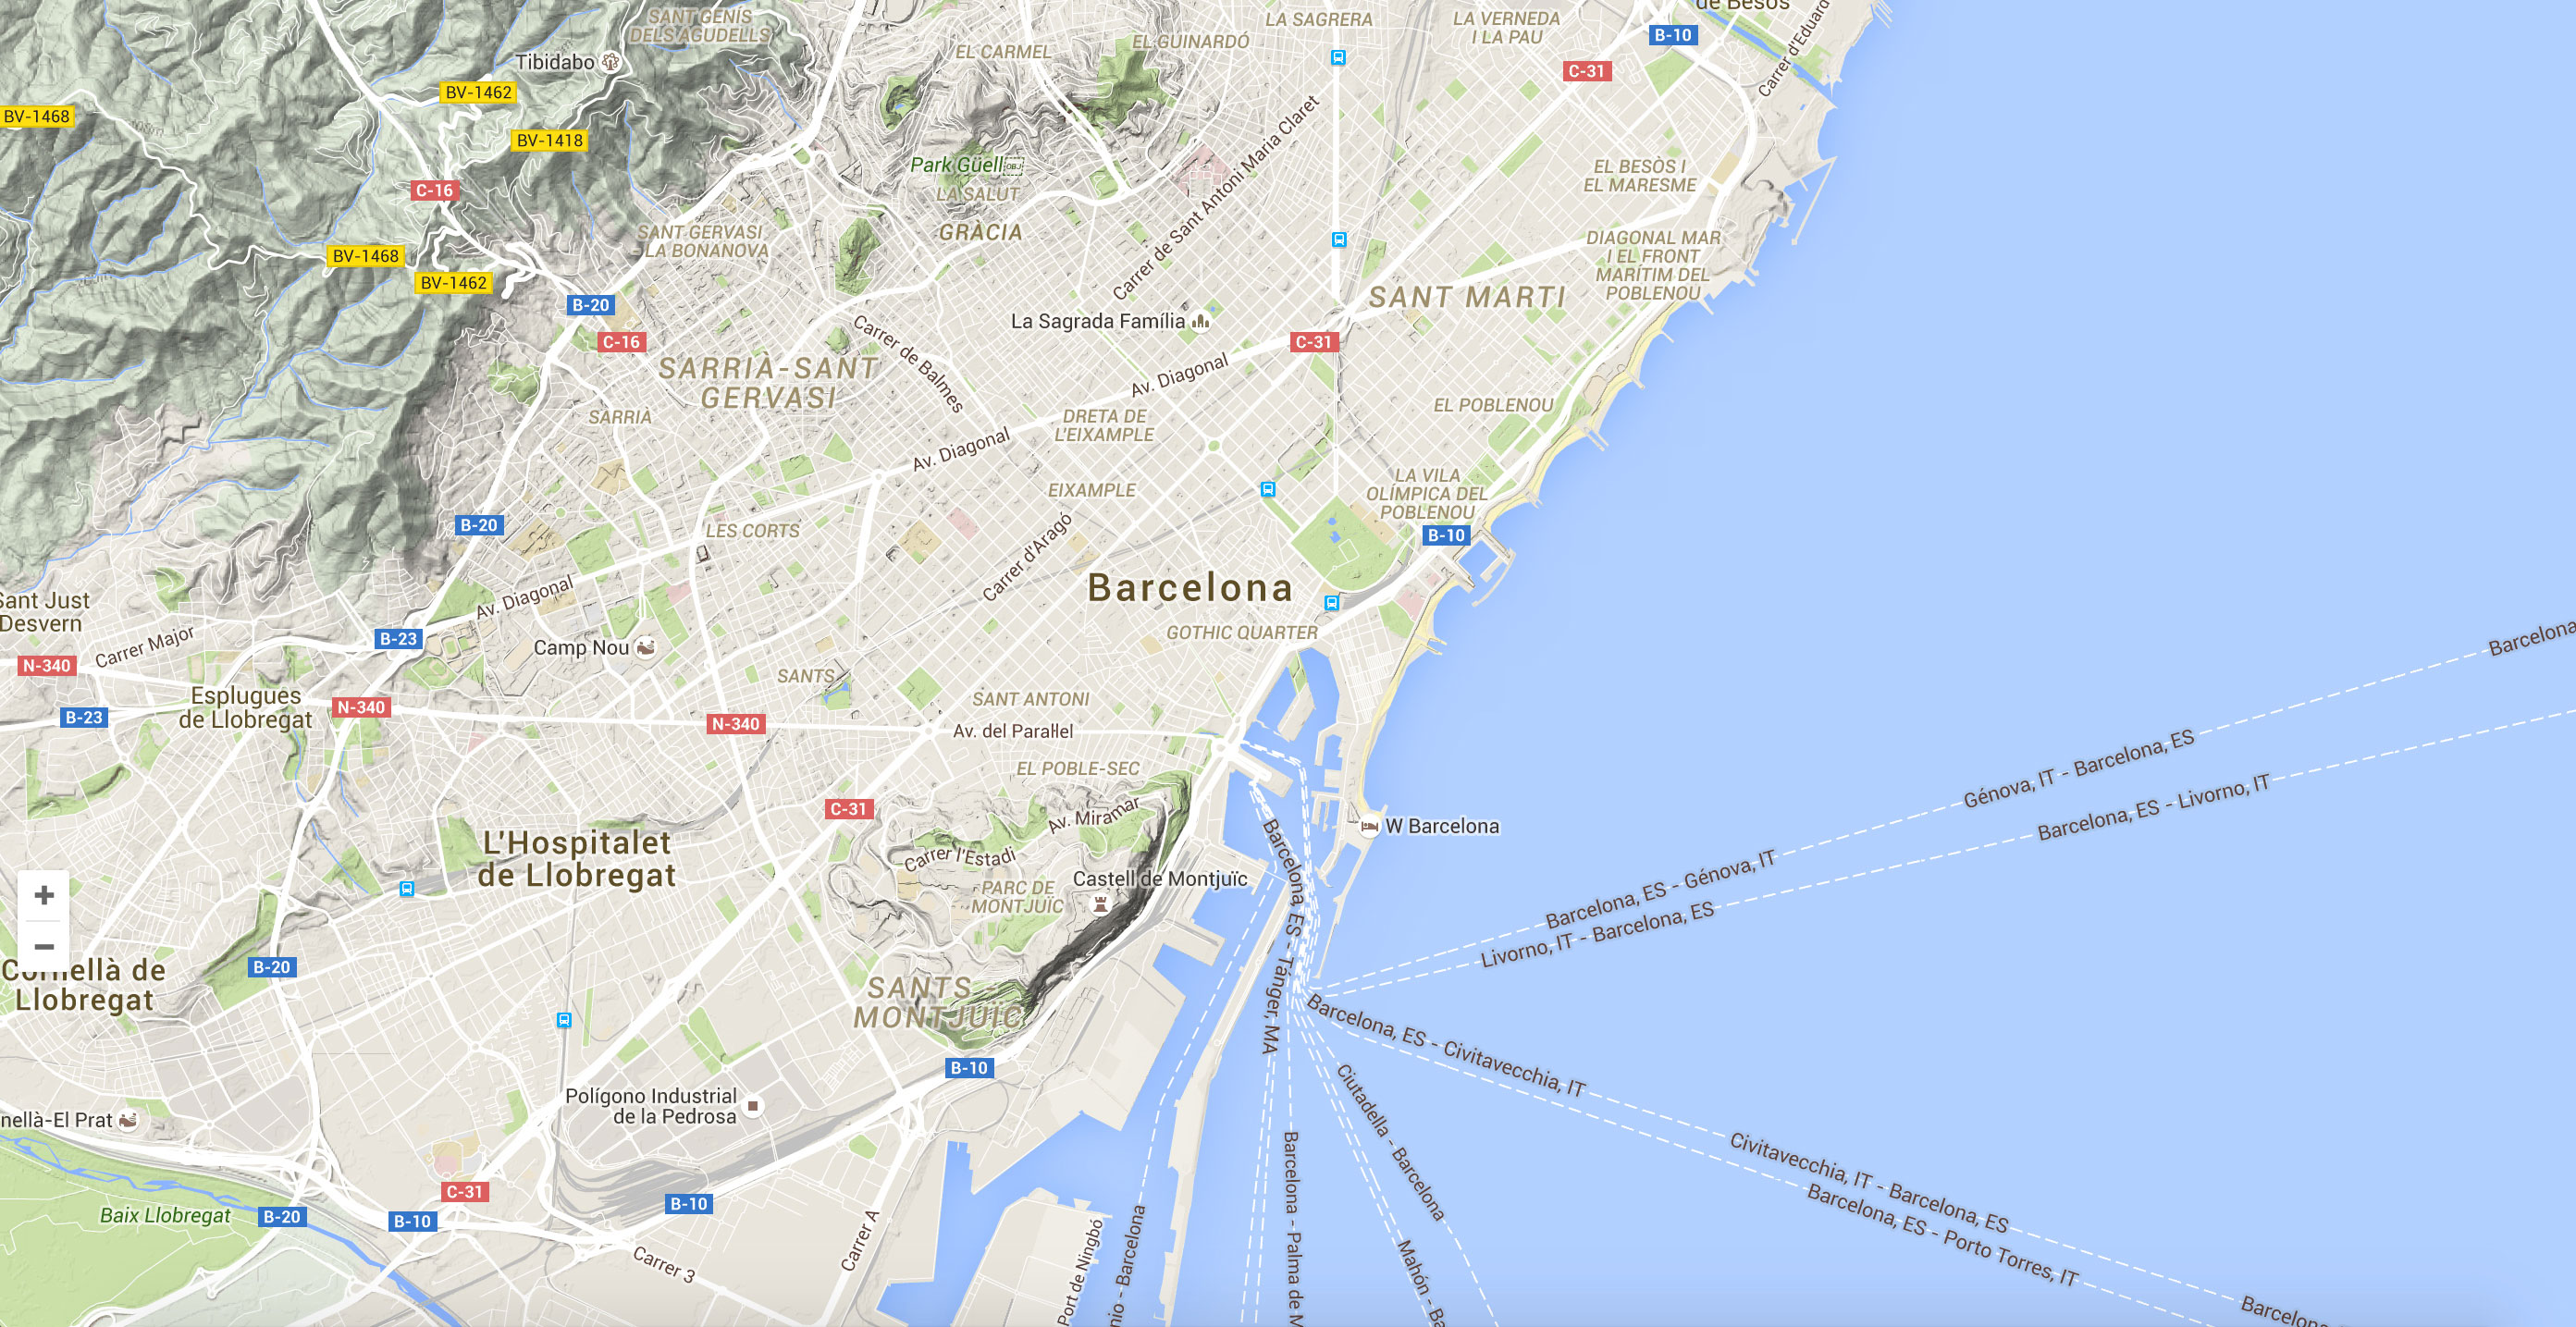 de Besòs
SANT GENÍS
DELS AGUDELLS
LA SAGRERA
LA VERNEDA
I LA PAU
B-10
Carrer d'Eduard
EL CARMEL
EL GUINARDÓ
Tibidabo
C-31
BV-1462
BV-1468
BV-1418
Park Güell
LA SALUT
Carrer de Sant Antoni Maria Claret
EL BESÒS I
EL MARESME
C-16
SANT GERVASI
LA BONANOVA
GRÀCIA
DIAGONAL MAR
I EL FRONT
MARÍTIM DEL
POBLENOU
BV-1468
BV-1462
B-20
SANT MARTI
La Sagrada Família
C-16
C-31
Carrer de Balmes
SARRIÀ-SANT
GERVASI
Av. Diagonal
SARRIÀ
DRETA DE
L'EIXAMPLE
EL POBLENOU
Av. Diagonal
EIXAMPLE
LA VILA
OLÍMPICA DEL
POBLENOU
B-20
LES CORTS
B-10
Carrer d'Aragó
Barcelona
Av. Diagonal
Sant Just
Desvern
Carrer Major
B-23
GOTHIC QUARTER
Camp Nou
N-340
SANTS
Barcelona
Esplugues
de Llobregat
SANT ANTONI
N-340
B-23
N-340
Av. del Paral·lel
EL POBLE-SEC
Génova, IT - Barcelona, ES
Barcelona, ES - Livorno, IT
C-31
Av. Miramar
W Barcelona
L'Hospitalet
de Llobregat
Carrer l'Estadi
Castell de Montjuïc
PARC DE
MONTJUÏC
Barcelona, ES - Tánger, MA
Barcelona, ES - Génova, IT
Livorno, IT - Barcelona, ES
+
−
Cornellà de
Llobregat
B-20
SANTS -
MONTJUÏC
Barcelona, ES - Civitavecchia, IT
B-10
Ciutadella - Barcelona
Polígono Industrial
de la Pedrosa
nellà-El Prat
Civitavecchia, IT - Barcelona, ES
Barcelona, ES - Porto Torres, IT
Barcelona - Palma de M
C-31
B-10
Baix Llobregat
B-20
B-10
Carrer A
Carrer 3
Port de Ningbó
nio - Barcelona
Mahón - Ba
Barcelona,